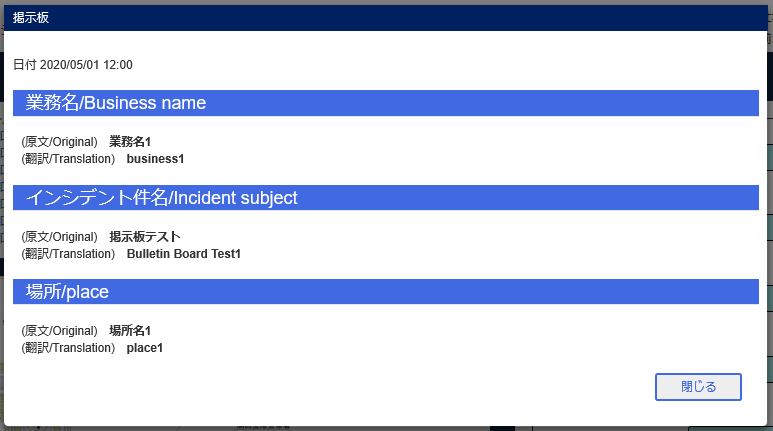 掲示板
日付 2020/05/01 12:00
業務名/Business name
(原文/Original) 業務名1
(翻訳/Translation) business1
インシデント件名/Incident subject
(原文/Original) 掲示板テスト
(翻訳/Translation) Bulletin Board Test1
場所/place
(原文/Original) 場所名1
(翻訳/Translation) place1
閉じる